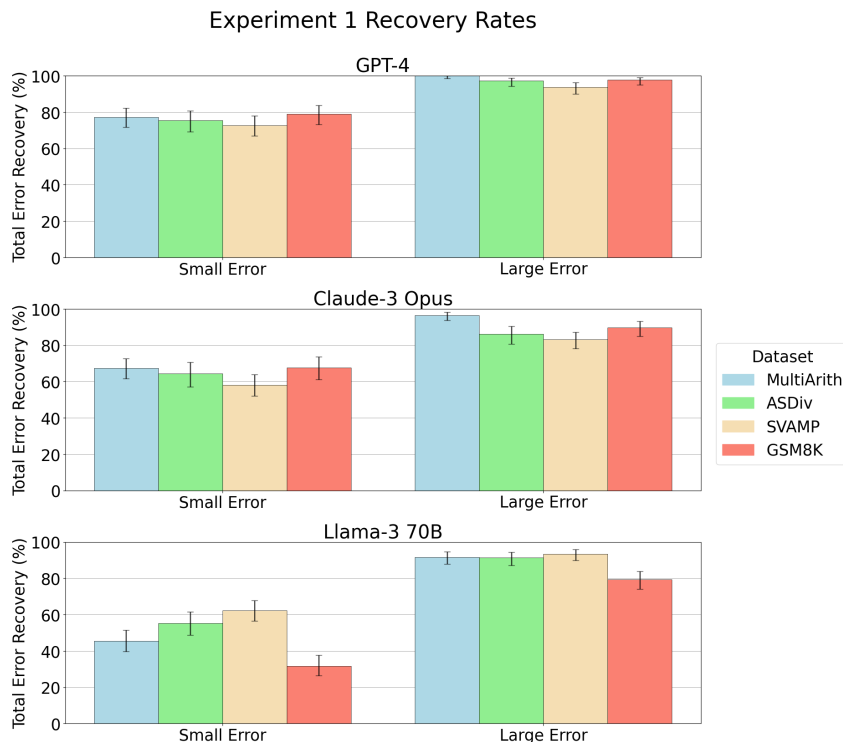 Experiment 1 Recovery Rates
GPT-4
Total Error Recovery (%)
100
80
60
40
20
0
Small Error
Large Error
Claude-3 Opus
Total Error Recovery (%)
100
80
60
40
20
0
Small Error
Large Error
Dataset
MultiArith
ASDiv
SVAMP
GSM8K
Llama-3 70B
Total Error Recovery (%)
100
80
60
40
20
0
Small Error
Large Error